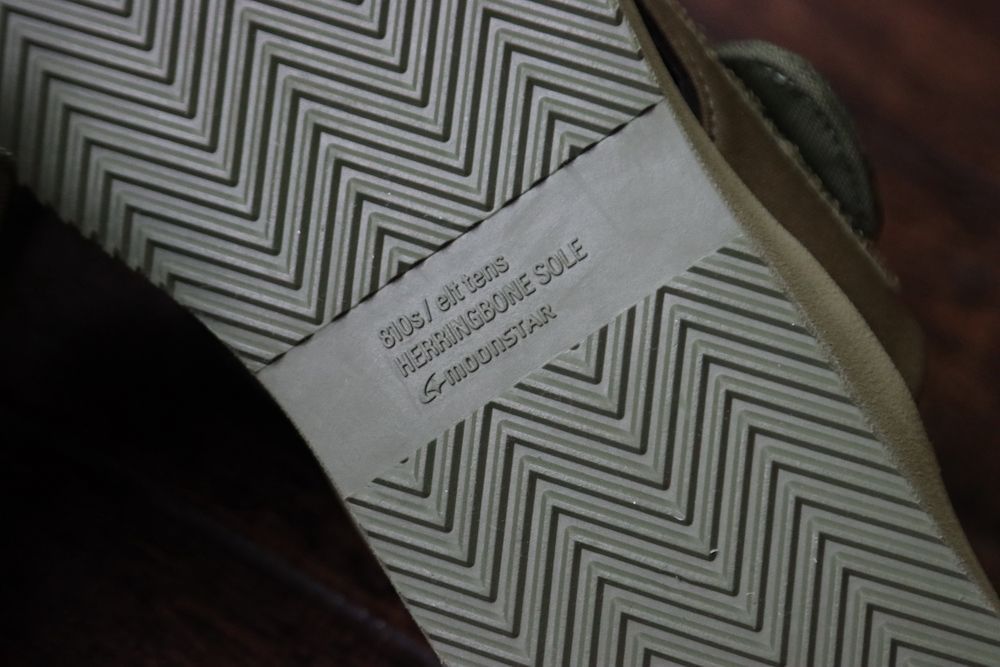 810s / elt tens
HERRINGBONE SOLE
moonstar